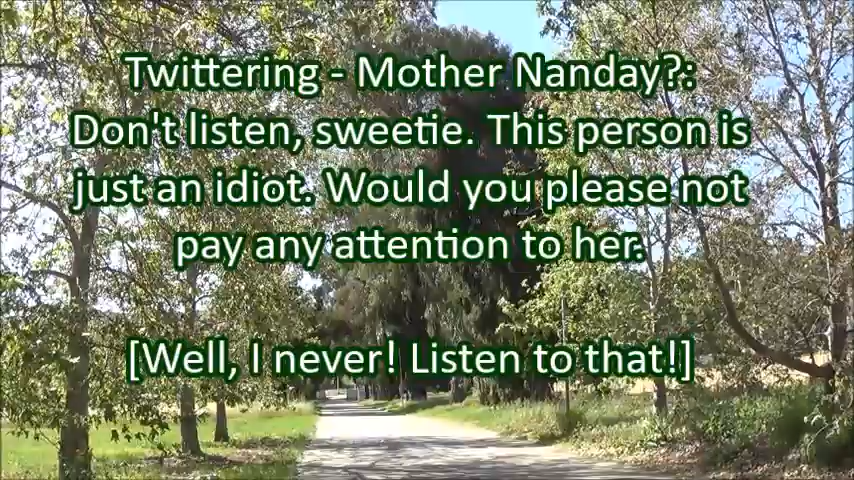 Twittering - Mother Nanday?:
Don't listen, sweetie. This person is
just an idiot. Would you please not
pay any attention to her.
[Well, I never! Listen to that!]